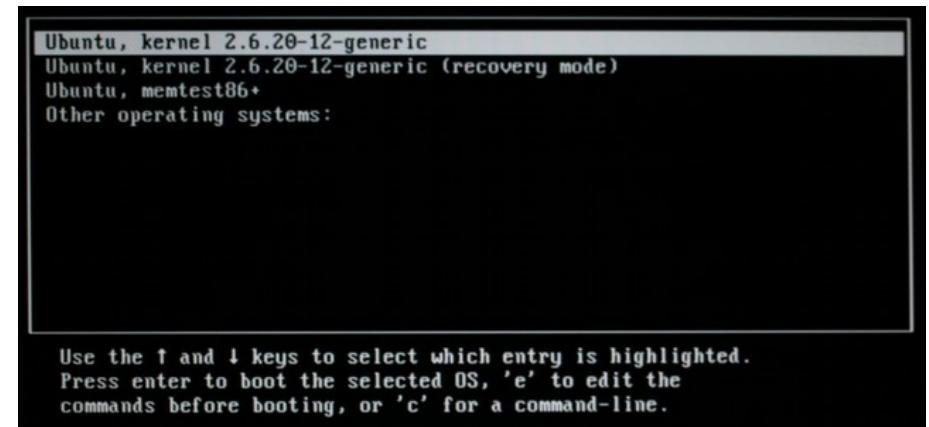 Ubuntu, kernel 2.6.20-12-generic
Ubuntu, kernel 2.6.20-12-generic (recovery mode)
Ubuntu, memtest86+
Other operating systems:
Use the ↑ and ↓ keys to select which entry is highlighted.
Press enter to boot the selected OS, 'e' to edit the
commands before booting, or 'c' for a command-line.